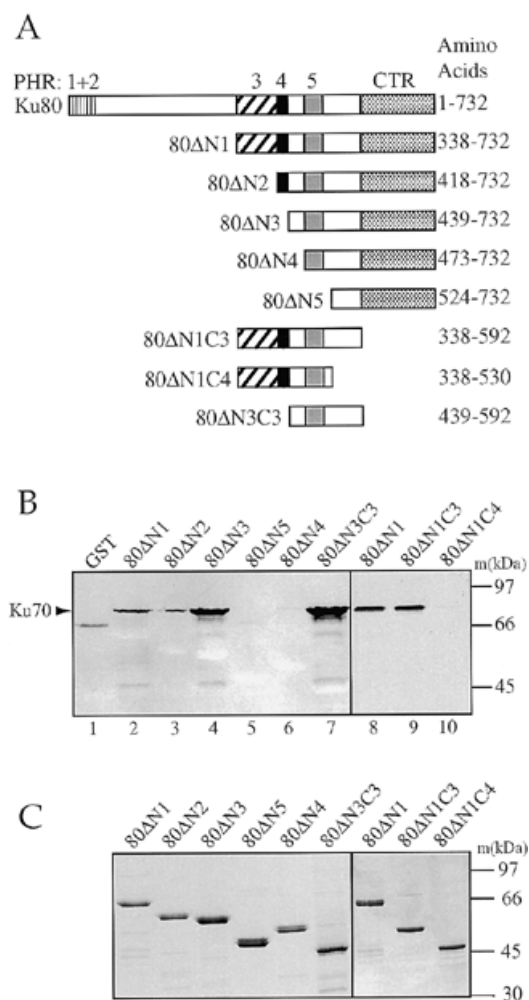 A
Amino
Acids
PHR: 1+2 3 4 5 CTR
Ku80 1-732
80ΔN1 338-732
80ΔN2 418-732
80ΔN3 439-732
80ΔN4 473-732
80ΔN5 524-732
80ΔN1C3 338-592
80ΔN1C4 338-530
80ΔN3C3 439-592
B
GST 80ΔN1 80ΔN2 80ΔN3 80ΔN5 80ΔN4 80ΔN3C3 80ΔN1 80ΔN1C3 80ΔN1C4
m(kDa)
97
Ku70
66
45
1 2 3 4 5 6 7 8 9 10
C
80ΔN1 80ΔN2 80ΔN3 80ΔN5 80ΔN4 80ΔN3C3 80ΔN1 80ΔN1C3 80ΔN1C4
m(kDa)
97
66
45
30